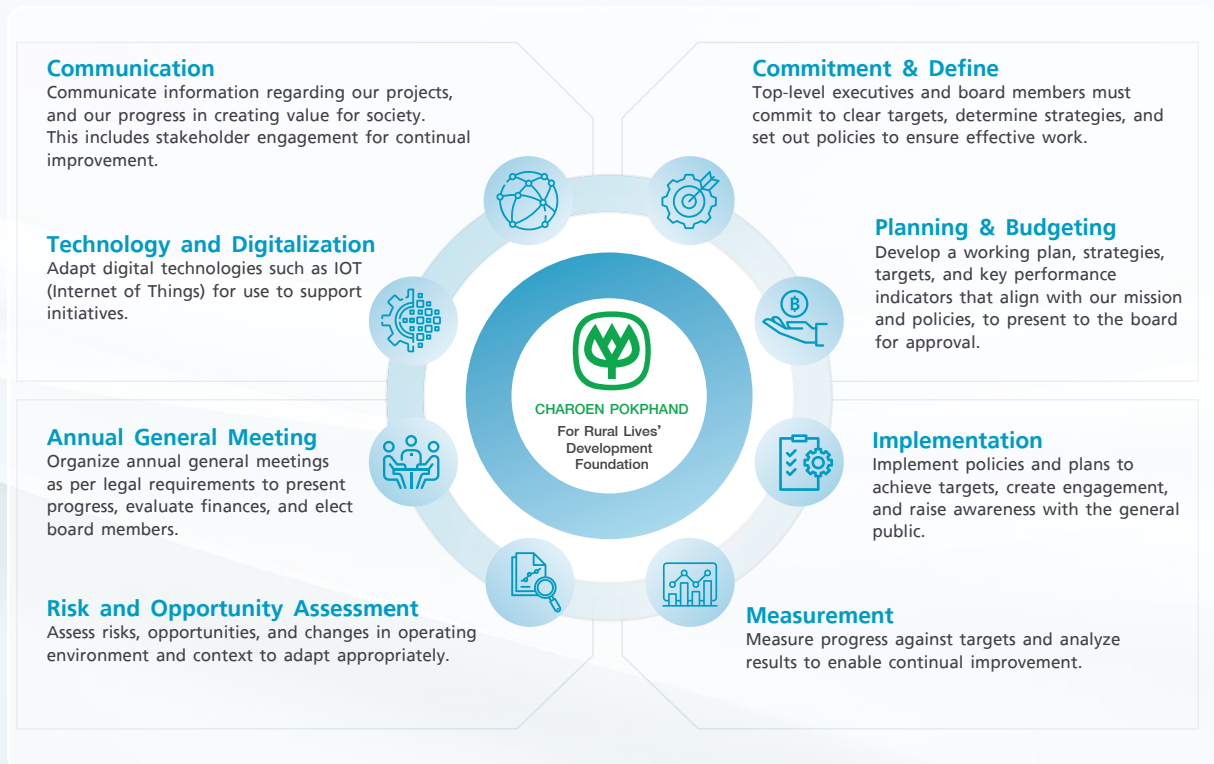 Communication
Communicate information regarding our projects,
and our progress in creating value for society.
This includes stakeholder engagement for continual
improvement.
Commitment & Define
Top-level executives and board members must
commit to clear targets, determine strategies, and
set out policies to ensure effective work.
Technology and Digitalization
Adapt digital technologies such as IOT
(Internet of Things) for use to support
initiatives.
Planning & Budgeting
Develop a working plan, strategies,
targets, and key performance
indicators that align with our mission
and policies, to present to the board
for approval.
฿
CHAROEN POKPHAND
For Rural Lives'
Development
Foundation
Annual General Meeting
Organize annual general meetings
as per legal requirements to present
progress, evaluate finances, and elect
board members.
Implementation
Implement policies and plans to
achieve targets, create engagement,
and raise awareness with the general
public.
Risk and Opportunity Assessment
Assess risks, opportunities, and changes in operating
environment and context to adapt appropriately.
Measurement
Measure progress against targets and analyze
results to enable continual improvement.